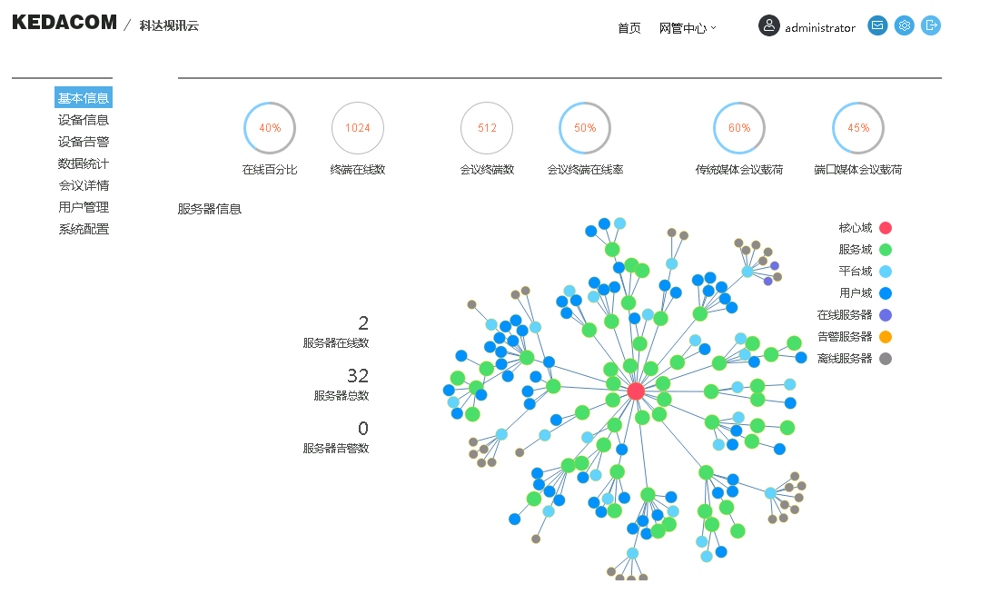 KEDACOM / 科达视讯云
首页 网管中心 administrator
基本信息
设备信息
设备告警
数据统计
会议详情
用户管理
系统配置
40% 1024 512 50% 60% 45%
在线百分比 终端在线数 会议终端数 会议终端在线率 传统媒体会议载荷 端口媒体会议载荷
服务器信息
2
服务器在线数
32
服务器总数
0
服务器告警数
核心域
服务域
平台域
用户域
在线服务器
告警服务器
离线服务器